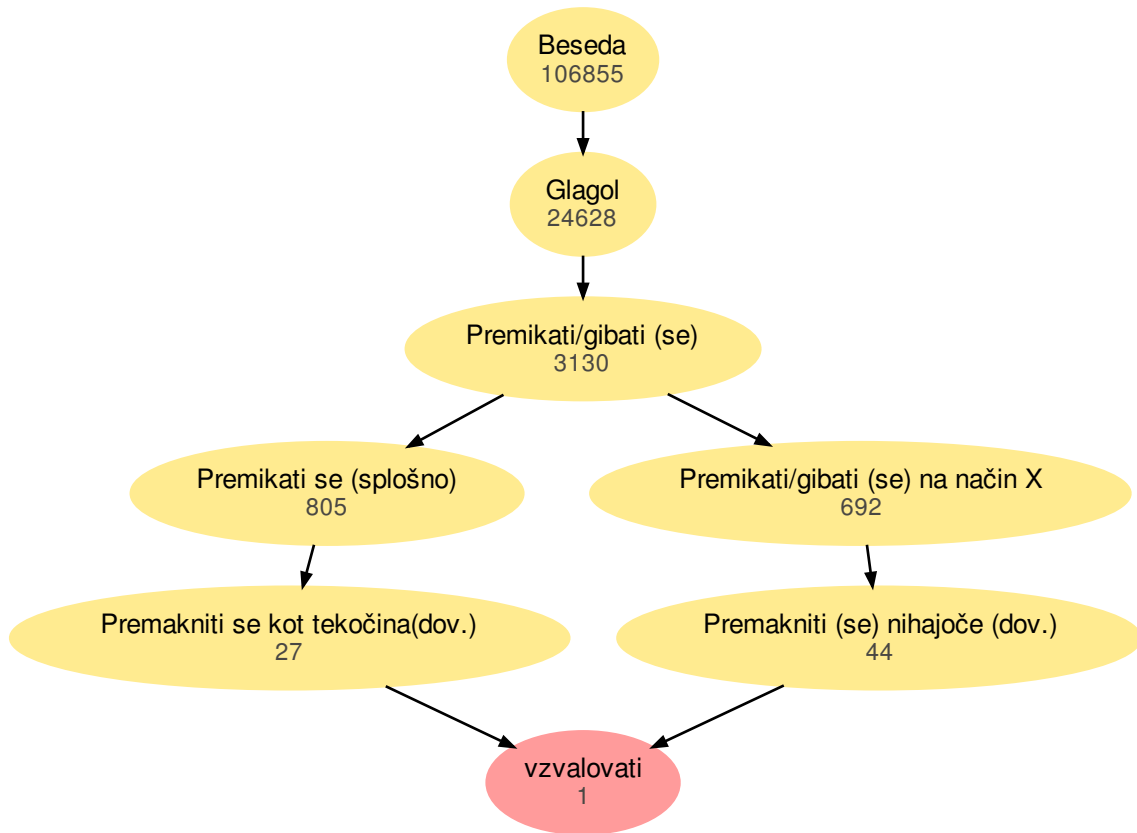 Beseda
106855
Glagol
24628
Premikati/gibati (se)
3130
Premikati se (splošno)
805
Premikati/gibati (se) na način X
692
Premakniti se kot tekočina(dov.)
27
Premakniti (se) nihajoče (dov.)
44
vzvalovati
1